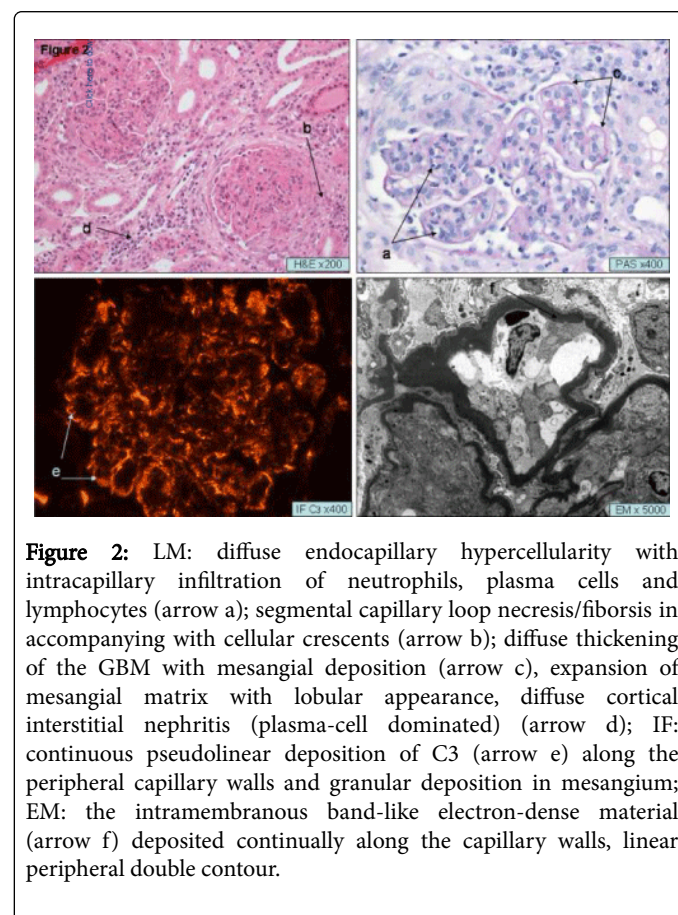 Figure 2
b
d
H&E x200
c
a
PAS x400
e
IF C3 x400
f
EM x 5000
Figure 2: LM: diffuse endocapillary hypercellularity with
intracapillary infiltration of neutrophils, plasma cells and
lymphocytes (arrow a); segmental capillary loop necresis/fiborsis in
accompanying with cellular crescents (arrow b); diffuse thickening
of the GBM with mesangial deposition (arrow c), expansion of
mesangial matrix with lobular appearance, diffuse cortical
interstitial nephritis (plasma-cell dominated) (arrow d); IF:
continuous pseudolinear deposition of C3 (arrow e) along the
peripheral capillary walls and granular deposition in mesangium;
EM: the intramembranous band-like electron-dense material
(arrow f) deposited continually along the capillary walls, linear
peripheral double contour.